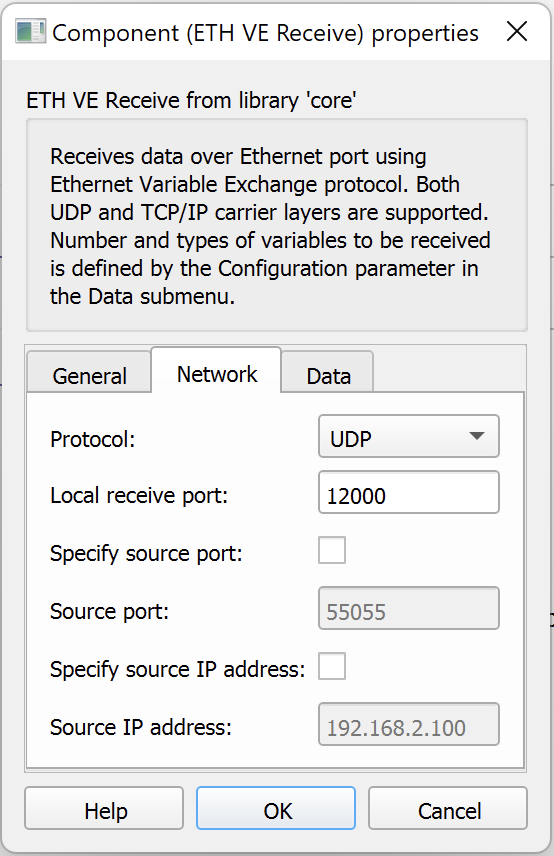 Component (ETH VE Receive) properties
ETH VE Receive from library 'core'
Receives data over Ethernet port using
Ethernet Variable Exchange protocol. Both
UDP and TCP/IP carrier layers are supported.
Number and types of variables to be received
is defined by the Configuration parameter in
the Data submenu.
General Network Data
Protocol: UDP
Local receive port: 12000
Specify source port:
Source port: 55055
Specify source IP address:
Source IP address: 192.168.2.100
Help OK Cancel